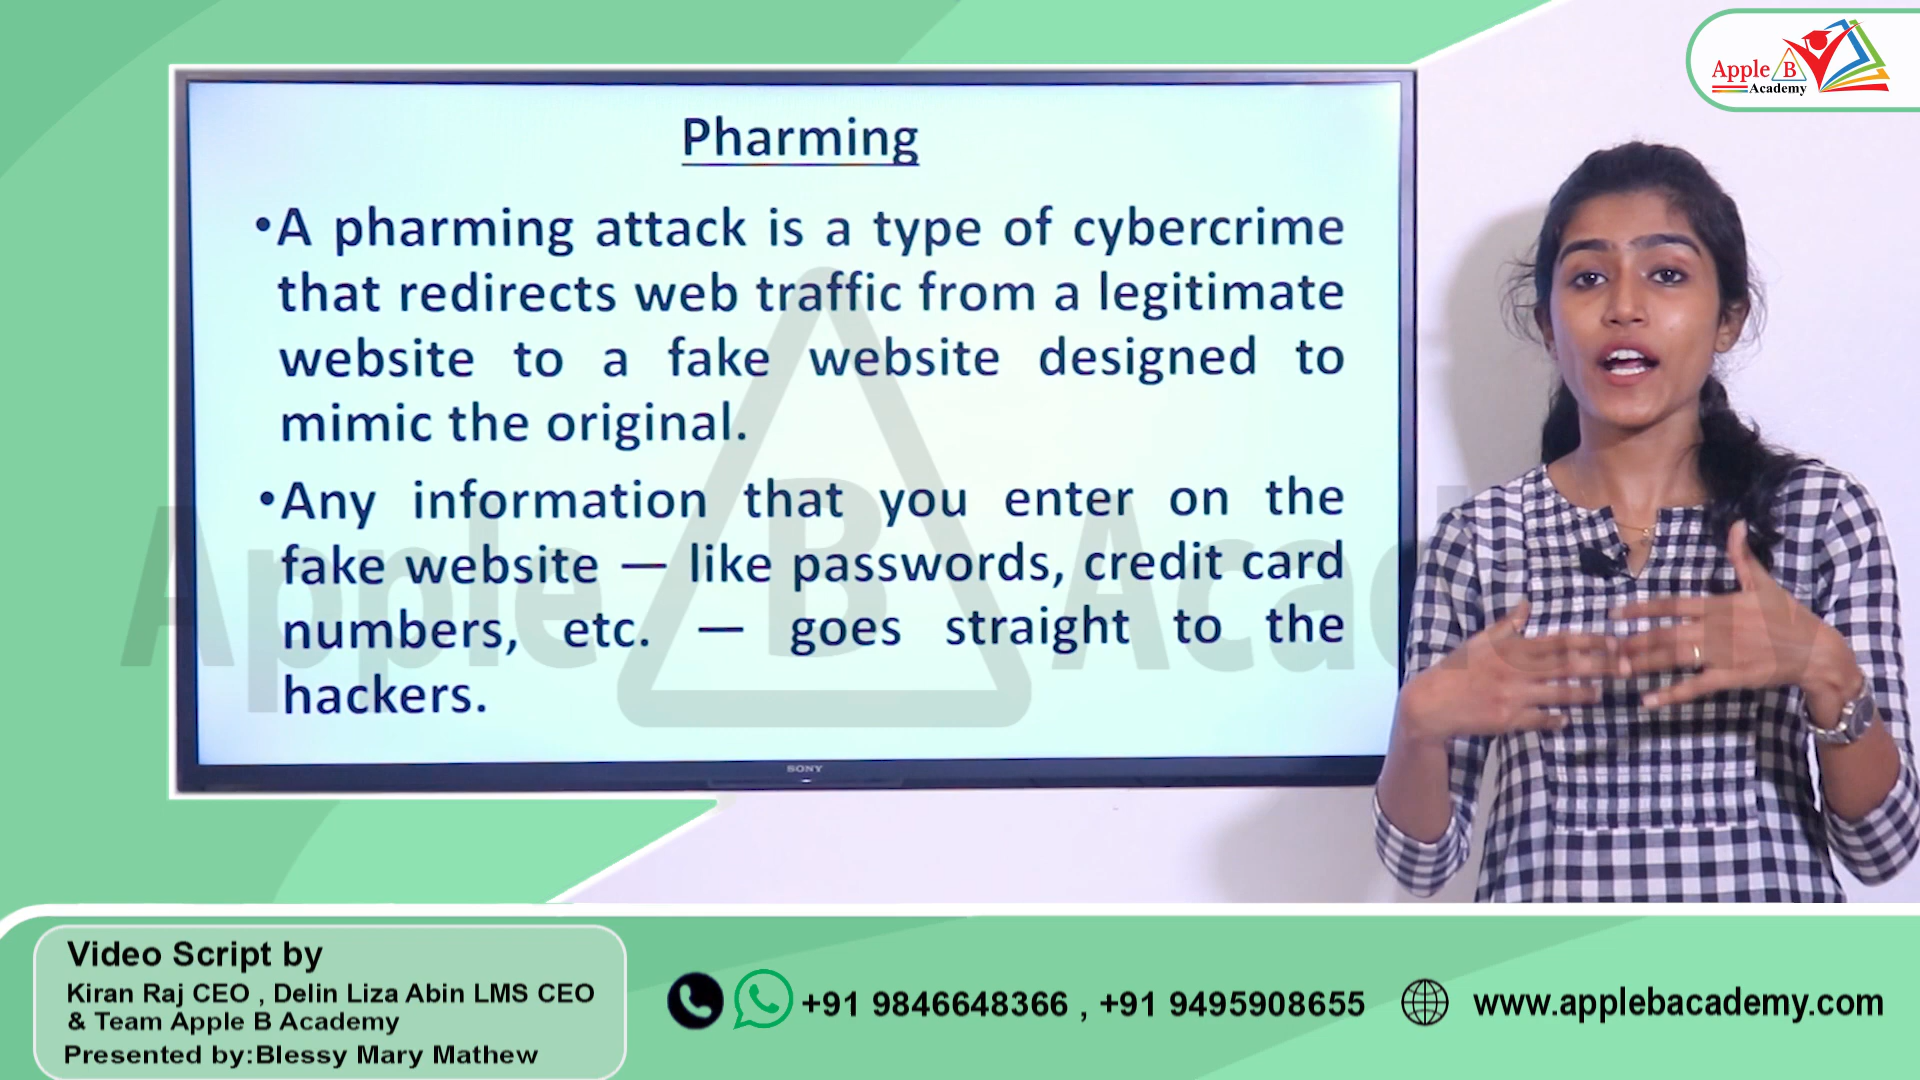 Apple B
Academy
Pharming
•A pharming attack is a type of cybercrime
that redirects web traffic from a legitimate
website to a fake website designed to
mimic the original.
•Any information that you enter on the
fake website — like passwords, credit card
numbers, etc. — goes straight to the
hackers.
Apple B Academy
SONY
Video Script by
Kiran Raj CEO , Delin Liza Abin LMS CEO
& Team Apple B Academy
Presented by:Blessy Mary Mathew
+91 9846648366 , +91 9495908655
www.applebacademy.com